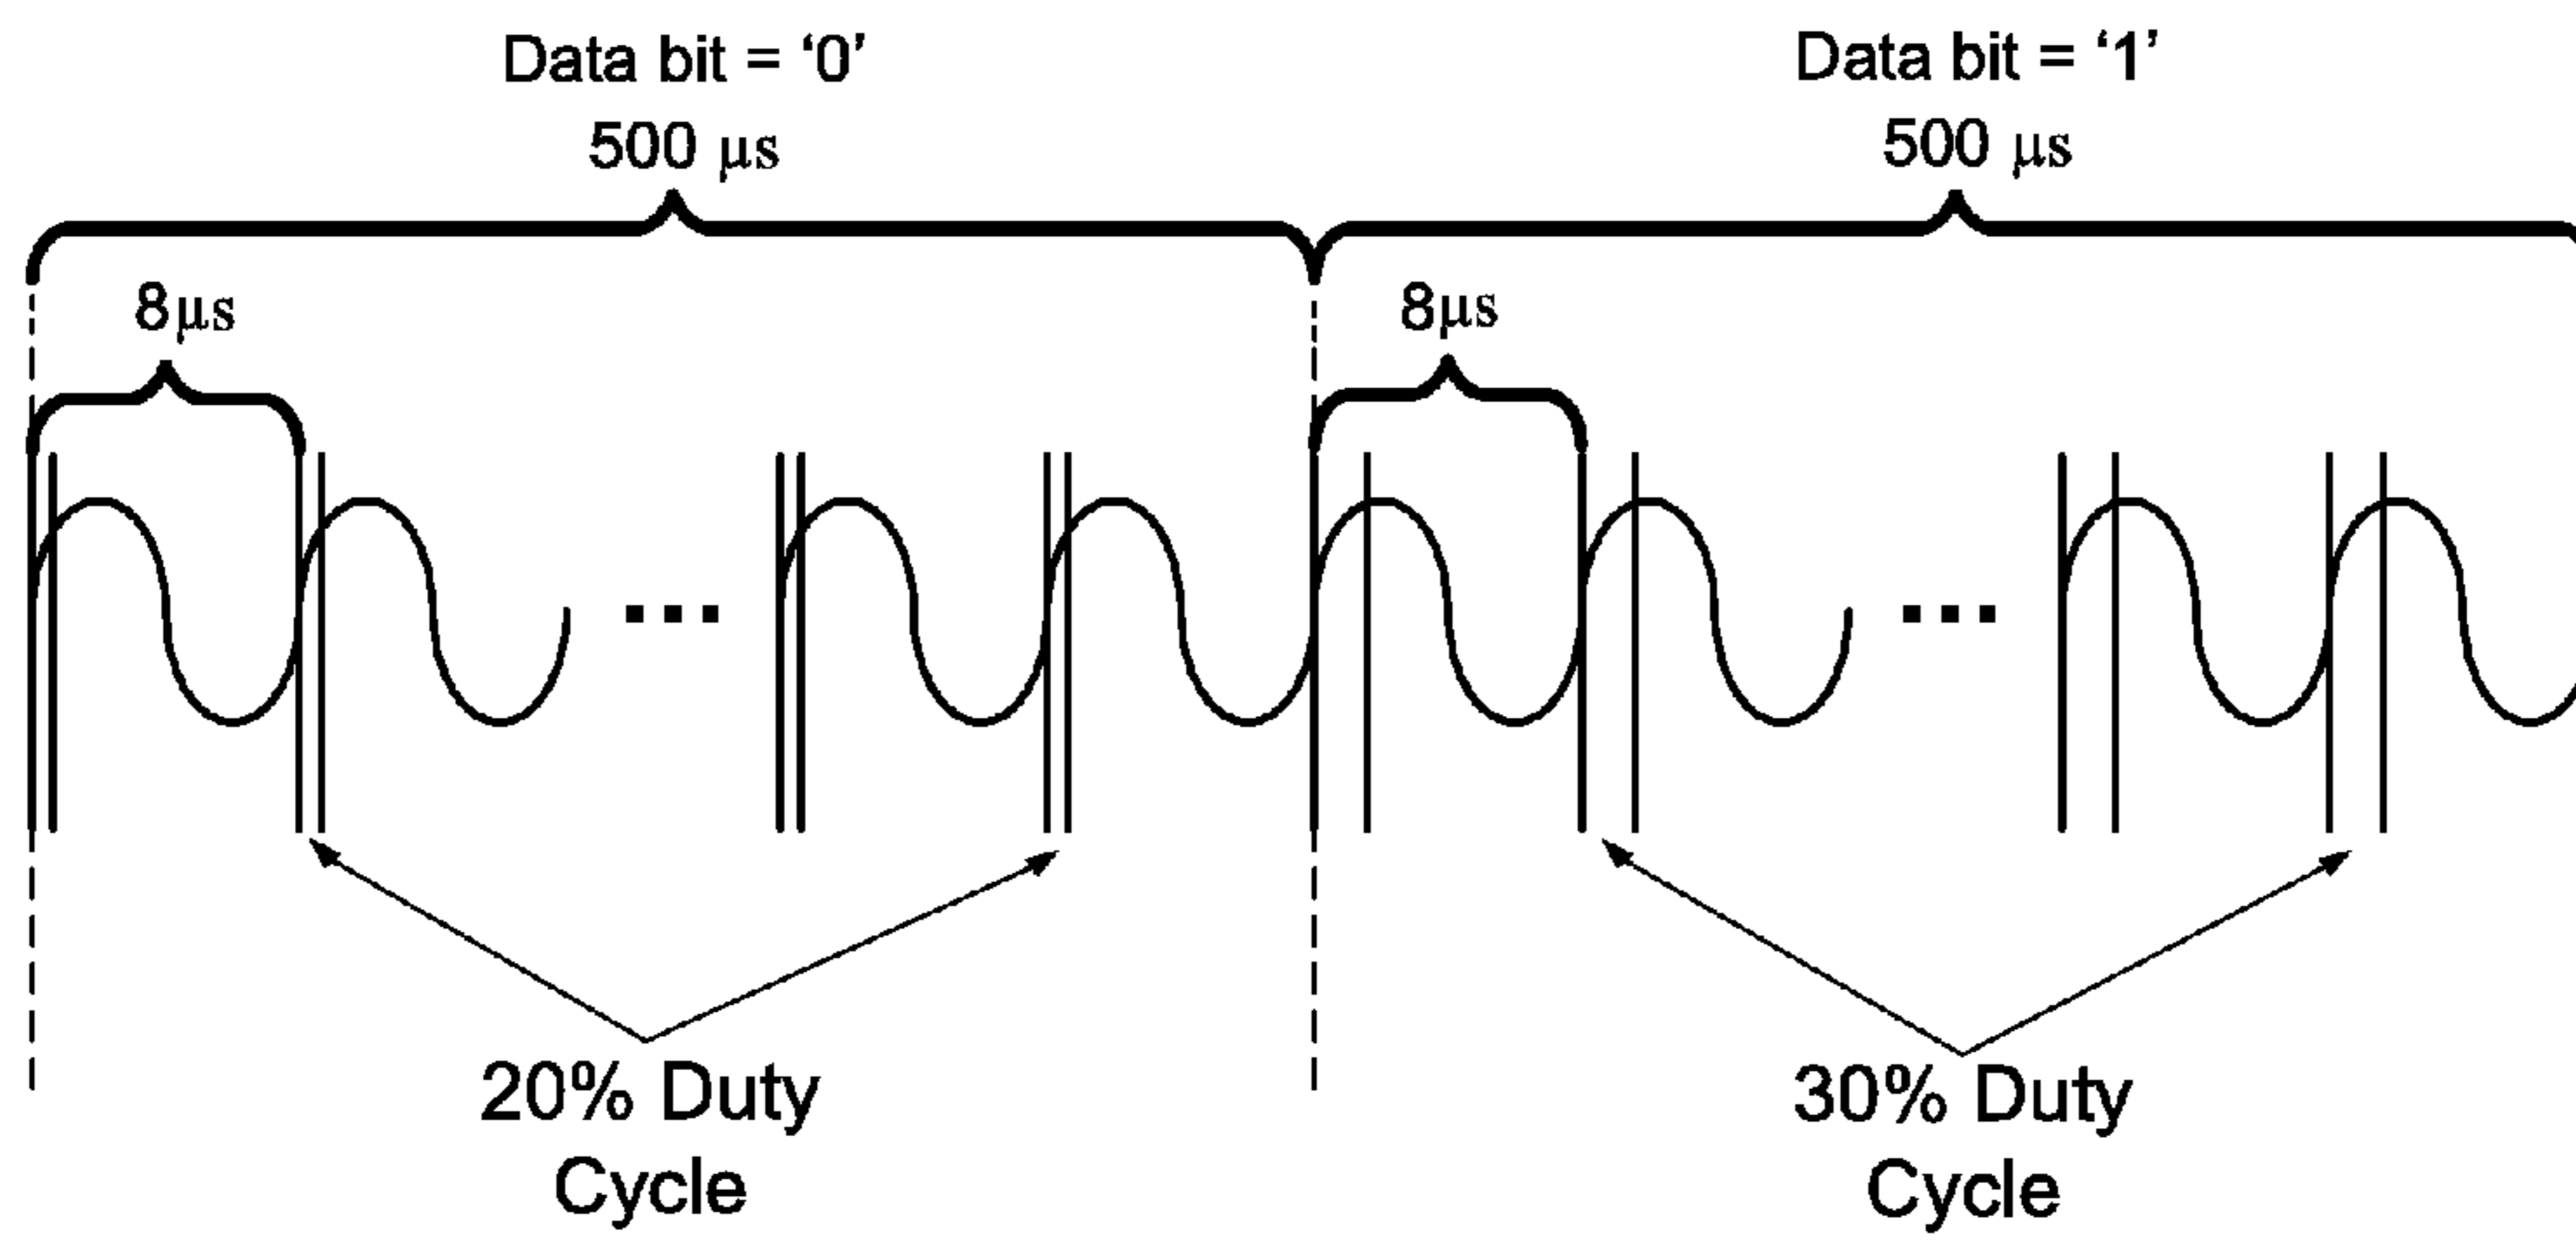 Data bit = ‘0’
500 μs
Data bit = ‘1’
500 μs
8μs
8μs
20% Duty
Cycle
30% Duty
Cycle